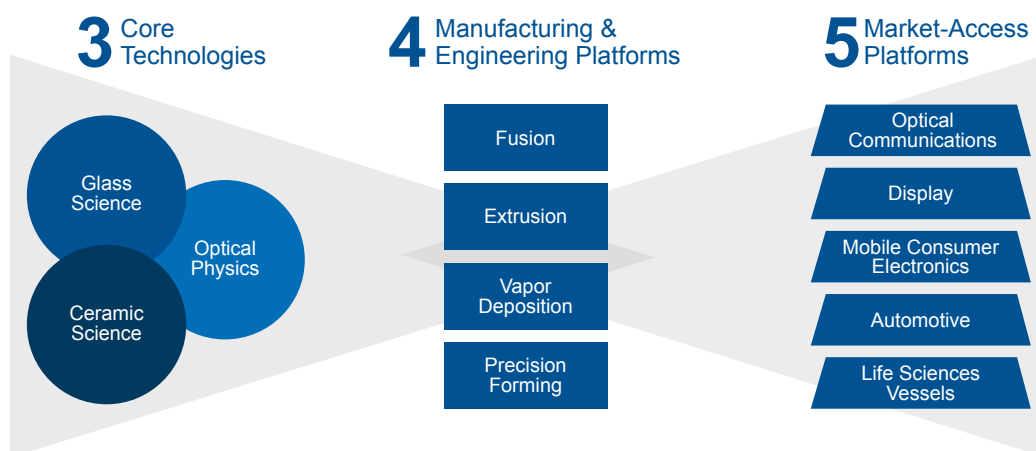 3 Core
Technologies
4 Manufacturing &
Engineering Platforms
5 Market-Access
Platforms
Glass
Science
Optical
Physics
Ceramic
Science
Fusion
Extrusion
Vapor
Deposition
Precision
Forming
Optical
Communications
Display
Mobile Consumer
Electronics
Automotive
Life Sciences
Vessels